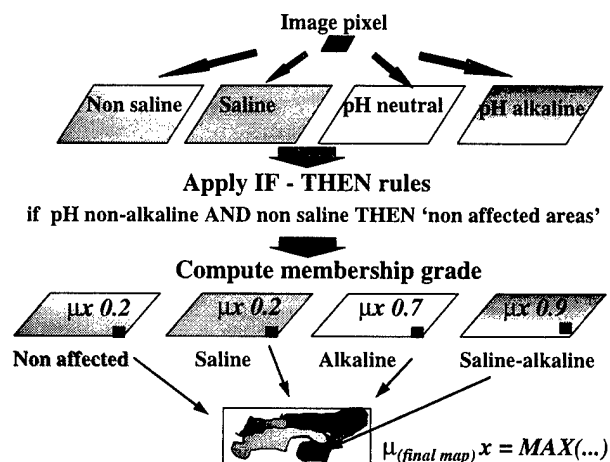 Image pixel
Non saline Saline pH neutral pH alkaline
Apply IF - THEN rules
if pH non-alkaline AND non saline THEN ‘non affected areas’
Compute membership grade
μx 0.2 μx 0.2 μx 0.7 μx 0.9
Non affected Saline Alkaline Saline-alkaline
μ(final map) x = MAX(...)